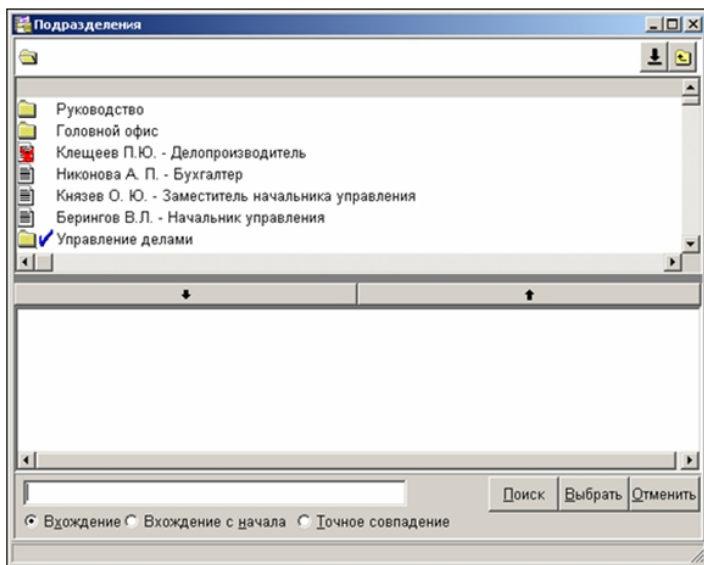 Подразделения
Руководство
Головной офис
Клещеев П.Ю. - Делопроизводитель
Никонова А. П. - Бухгалтер
Князев О. Ю. - Заместитель начальника управления
Берингов В.Л. - Начальник управления
Управление делами
Поиск Выбрать Отменить
Вхождение Вхождение с начала Точное совпадение